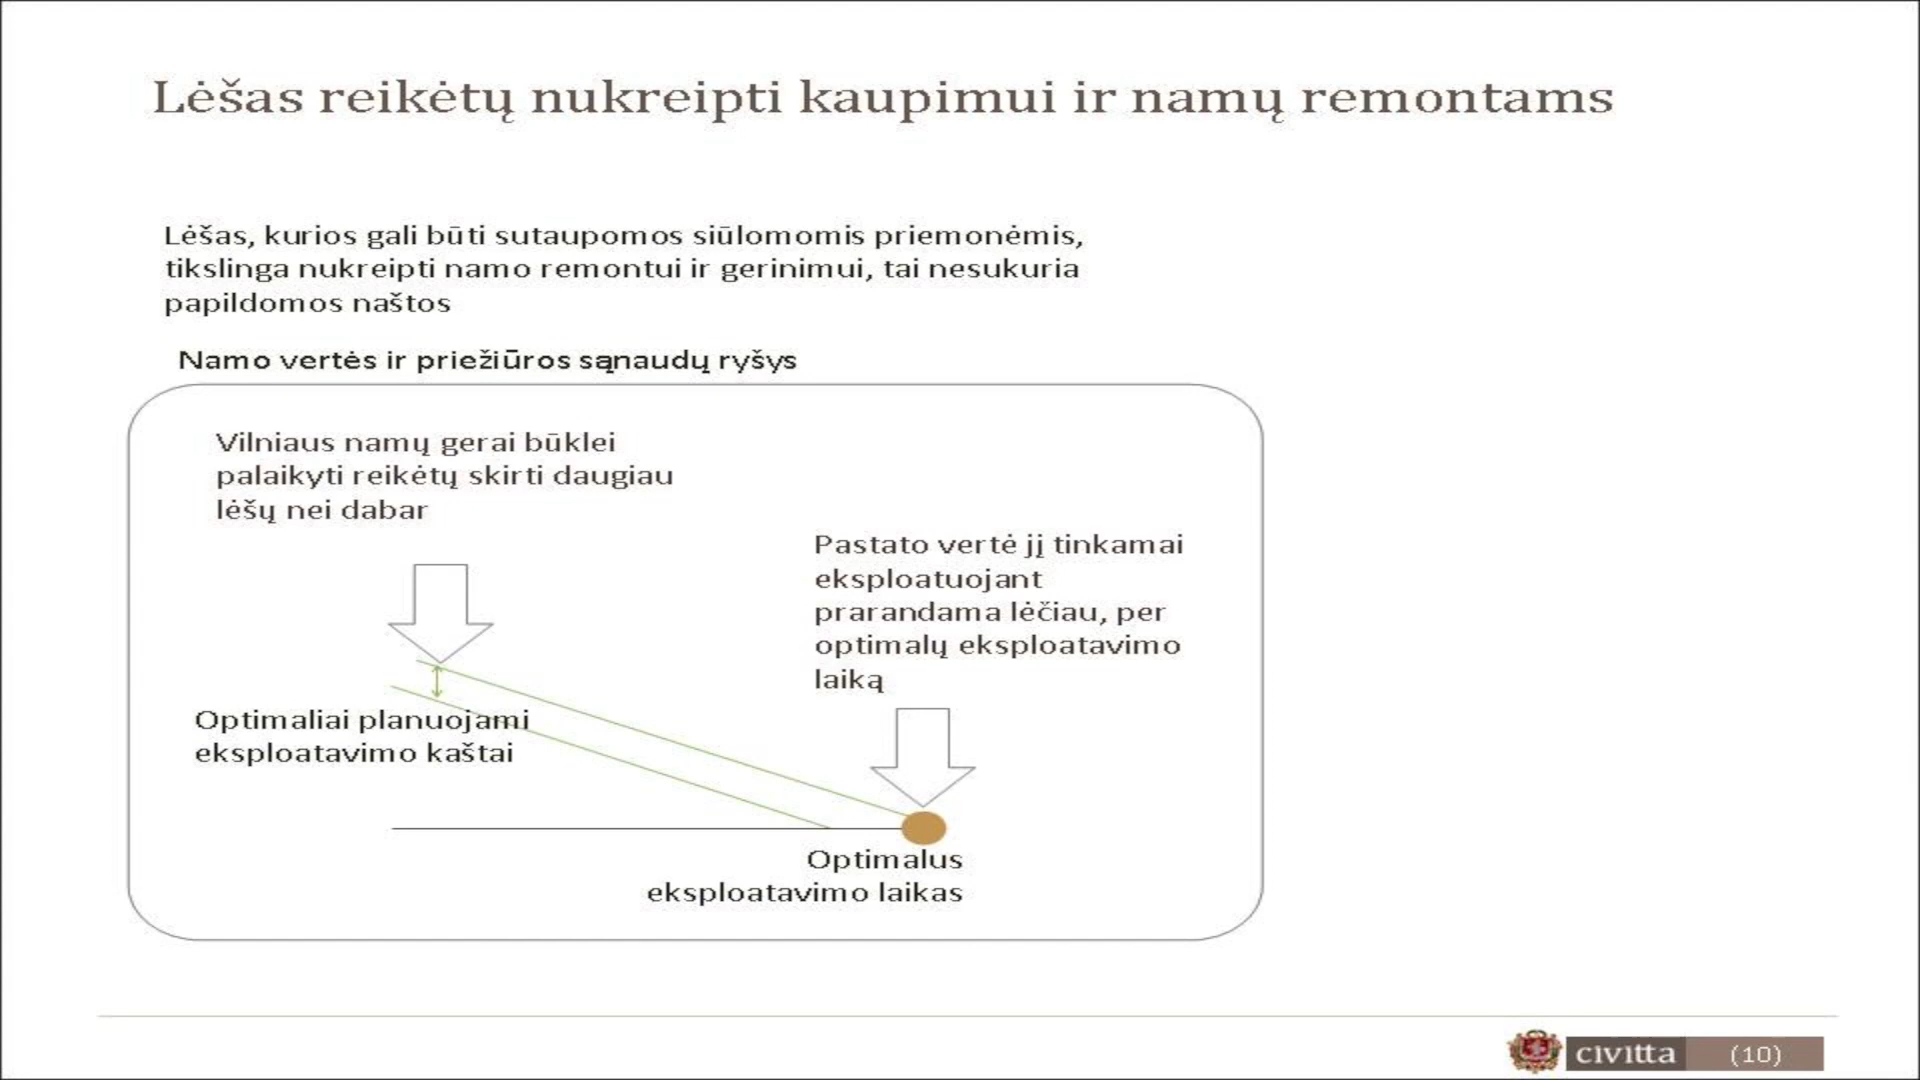 Lėšas reikėtų nukreipti kaupimui ir namų remontams
Lėšas, kurios gali būti sutaupomos siūlomomis priemonėmis,
tikslinga nukreipti namo remontui ir gerinimui, tai nesukuria
papildomos naštos
Namo vertės ir priežiūros sąnaudų ryšys
Vilniaus namų gerai būklei
palaikyti reikėtų skirti daugiau
lėšų nei dabar
Pastato vertė jį tinkamai
eksploatuojant
prarandama lėčiau, per
optimalų eksploatavimo
laiką
Optimaliai planuojami
eksploatavimo kaštai
Optimalus
eksploatavimo laikas
civitta (10)